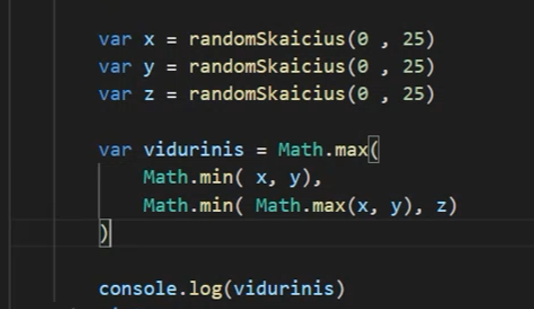 var x = randomSkaicius(0 , 25)
var y = randomSkaicius(0 , 25)
var z = randomSkaicius(0 , 25)
var vidurinis = Math.max(
Math.min( x, y),
Math.min( Math.max(x, y), z)
)
console.log(vidurinis)